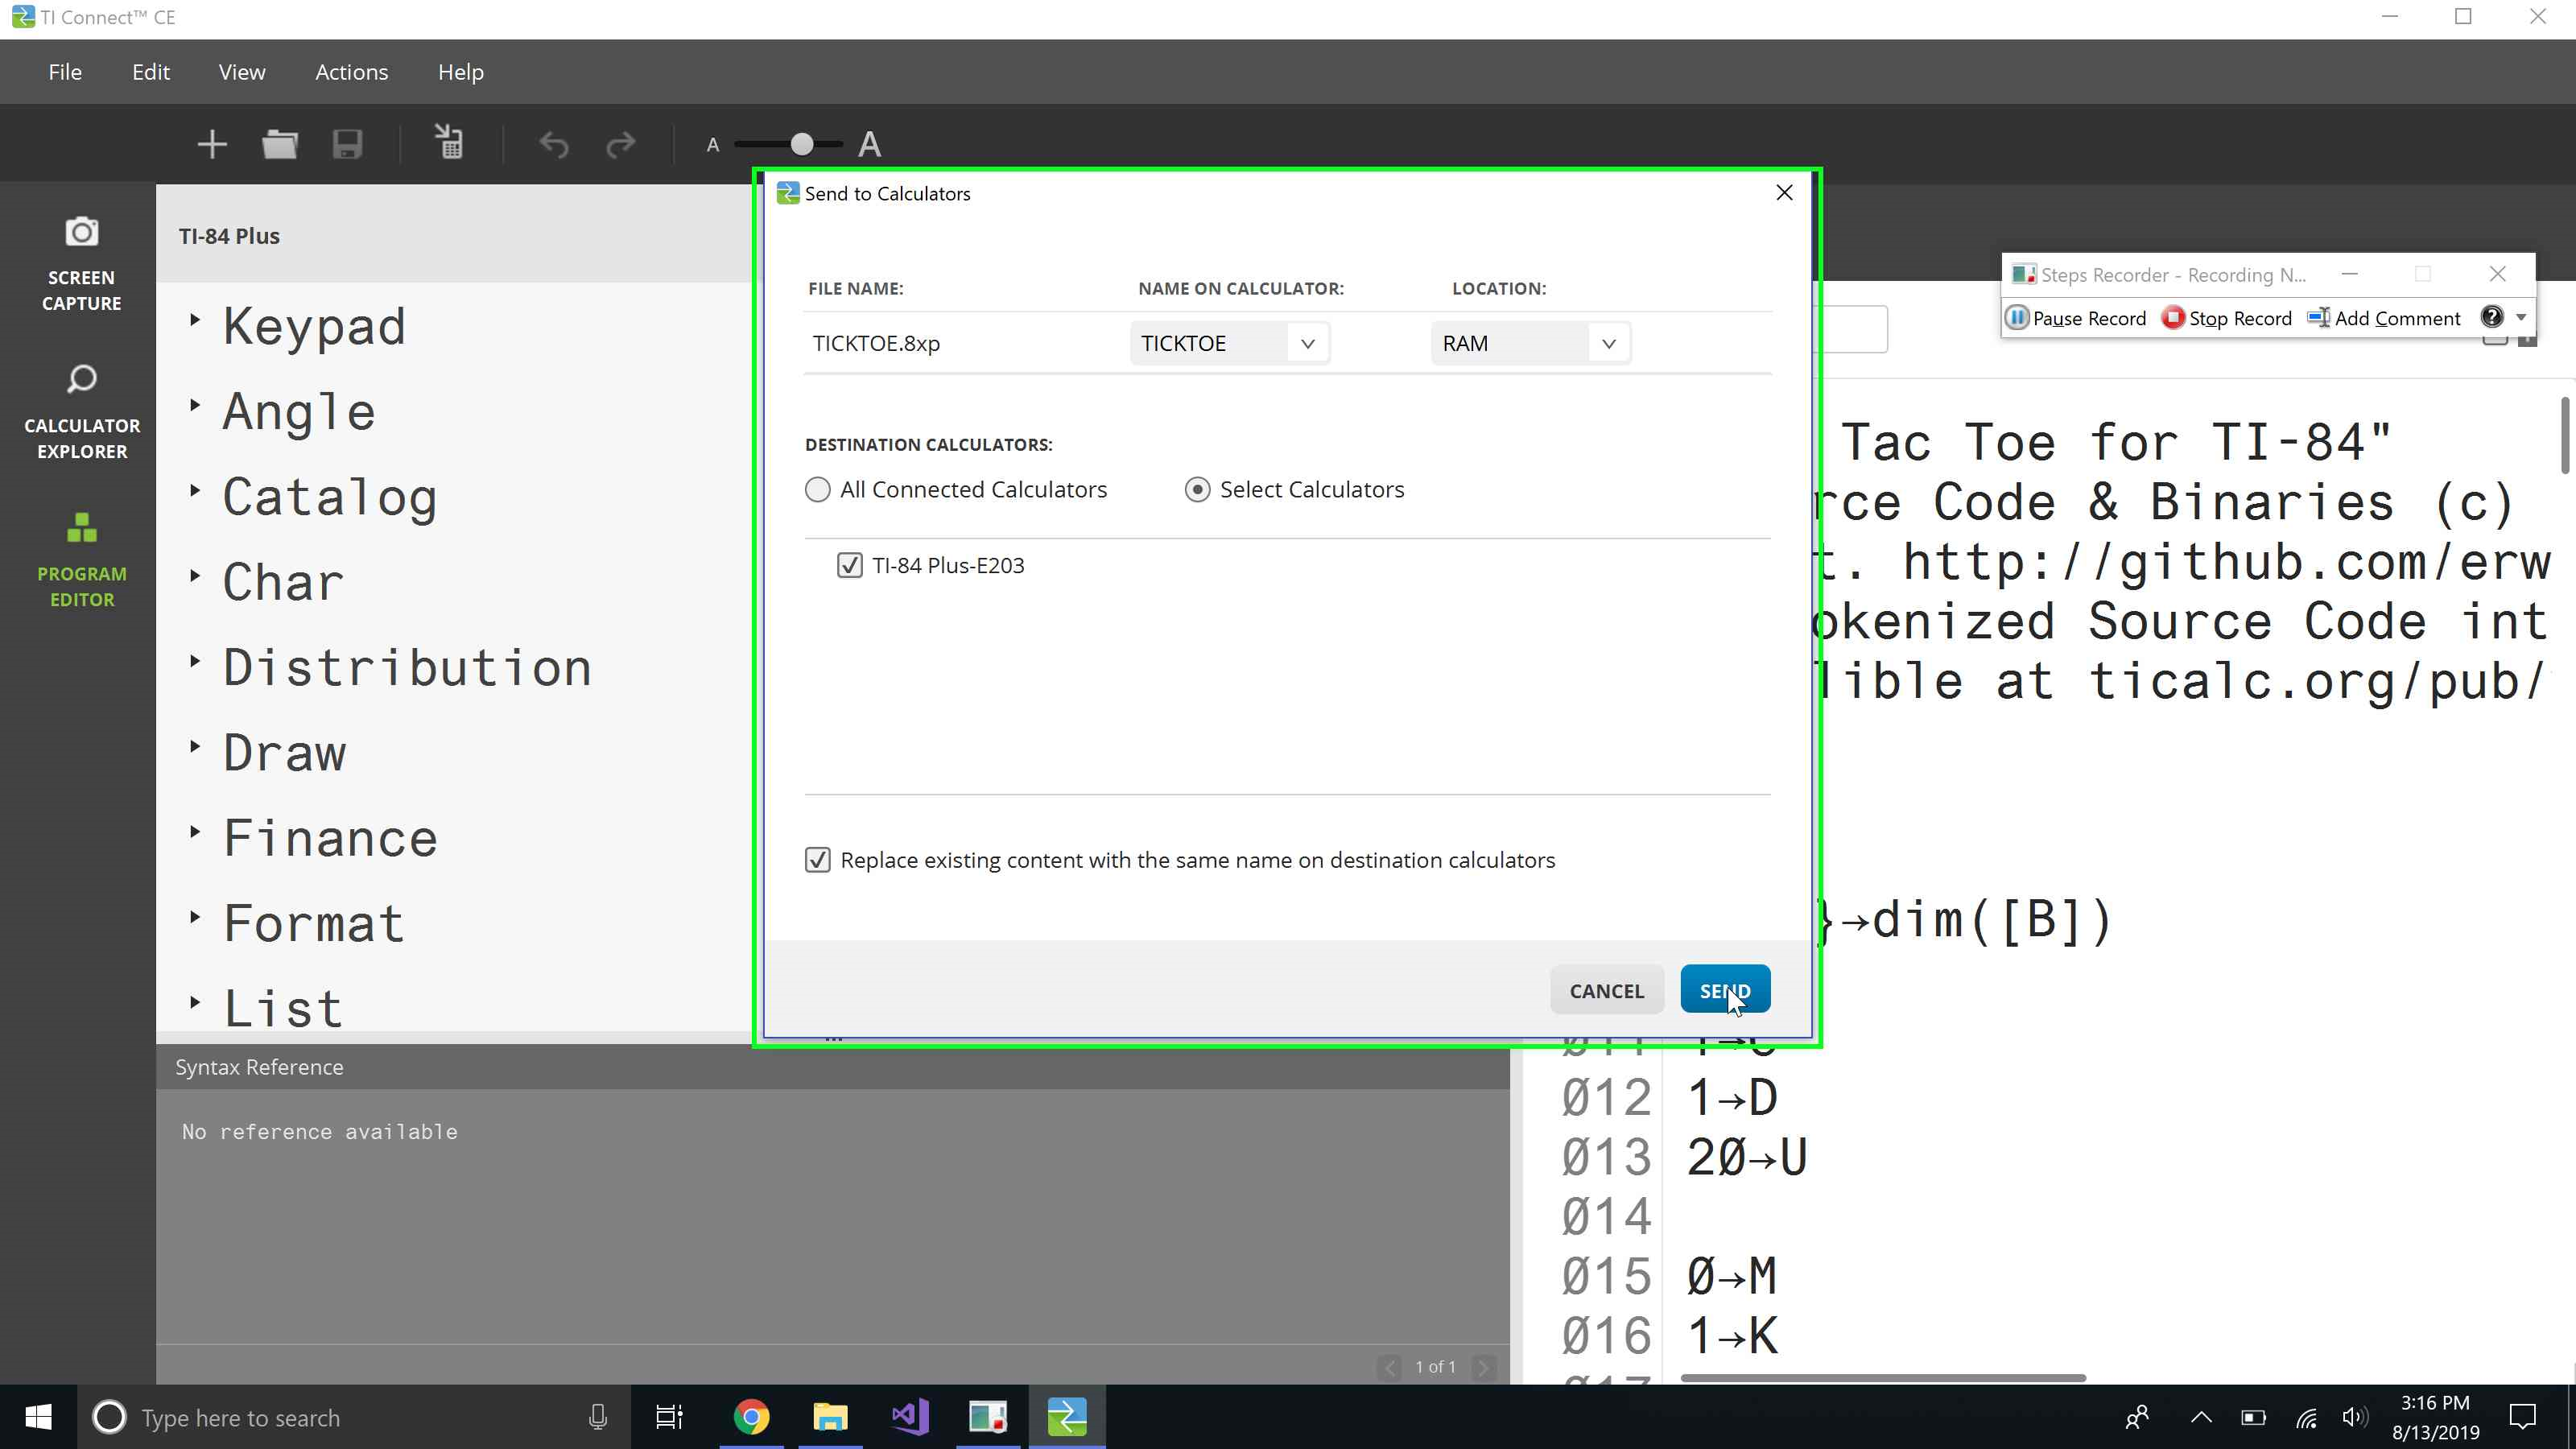 TI Connect™ CE
File Edit View Actions Help
A A
SCREEN
CAPTURE
CALCULATOR
EXPLORER
PROGRAM
EDITOR
TI-84 Plus
Keypad
Angle
Catalog
Char
Distribution
Draw
Finance
Format
List
Syntax Reference
No reference available
1 of 1
Send to Calculators
FILE NAME: NAME ON CALCULATOR: LOCATION:
TICKTOE.8xp TICKTOE RAM
DESTINATION CALCULATORS:
All Connected Calculators Select Calculators
TI-84 Plus-E203
Replace existing content with the same name on destination calculators
CANCEL SEND
Steps Recorder - Recording N...
Pause Record Stop Record Add Comment
Tac Toe for TI-84"
rce Code & Binaries (c)
t. http://github.com/erw
okenized Source Code int
lible at ticalc.org/pub/
}→dim([B])
Ø12 1→D
Ø13 2Ø→U
Ø14
Ø15 Ø→M
Ø16 1→K
Type here to search
3:16 PM
8/13/2019